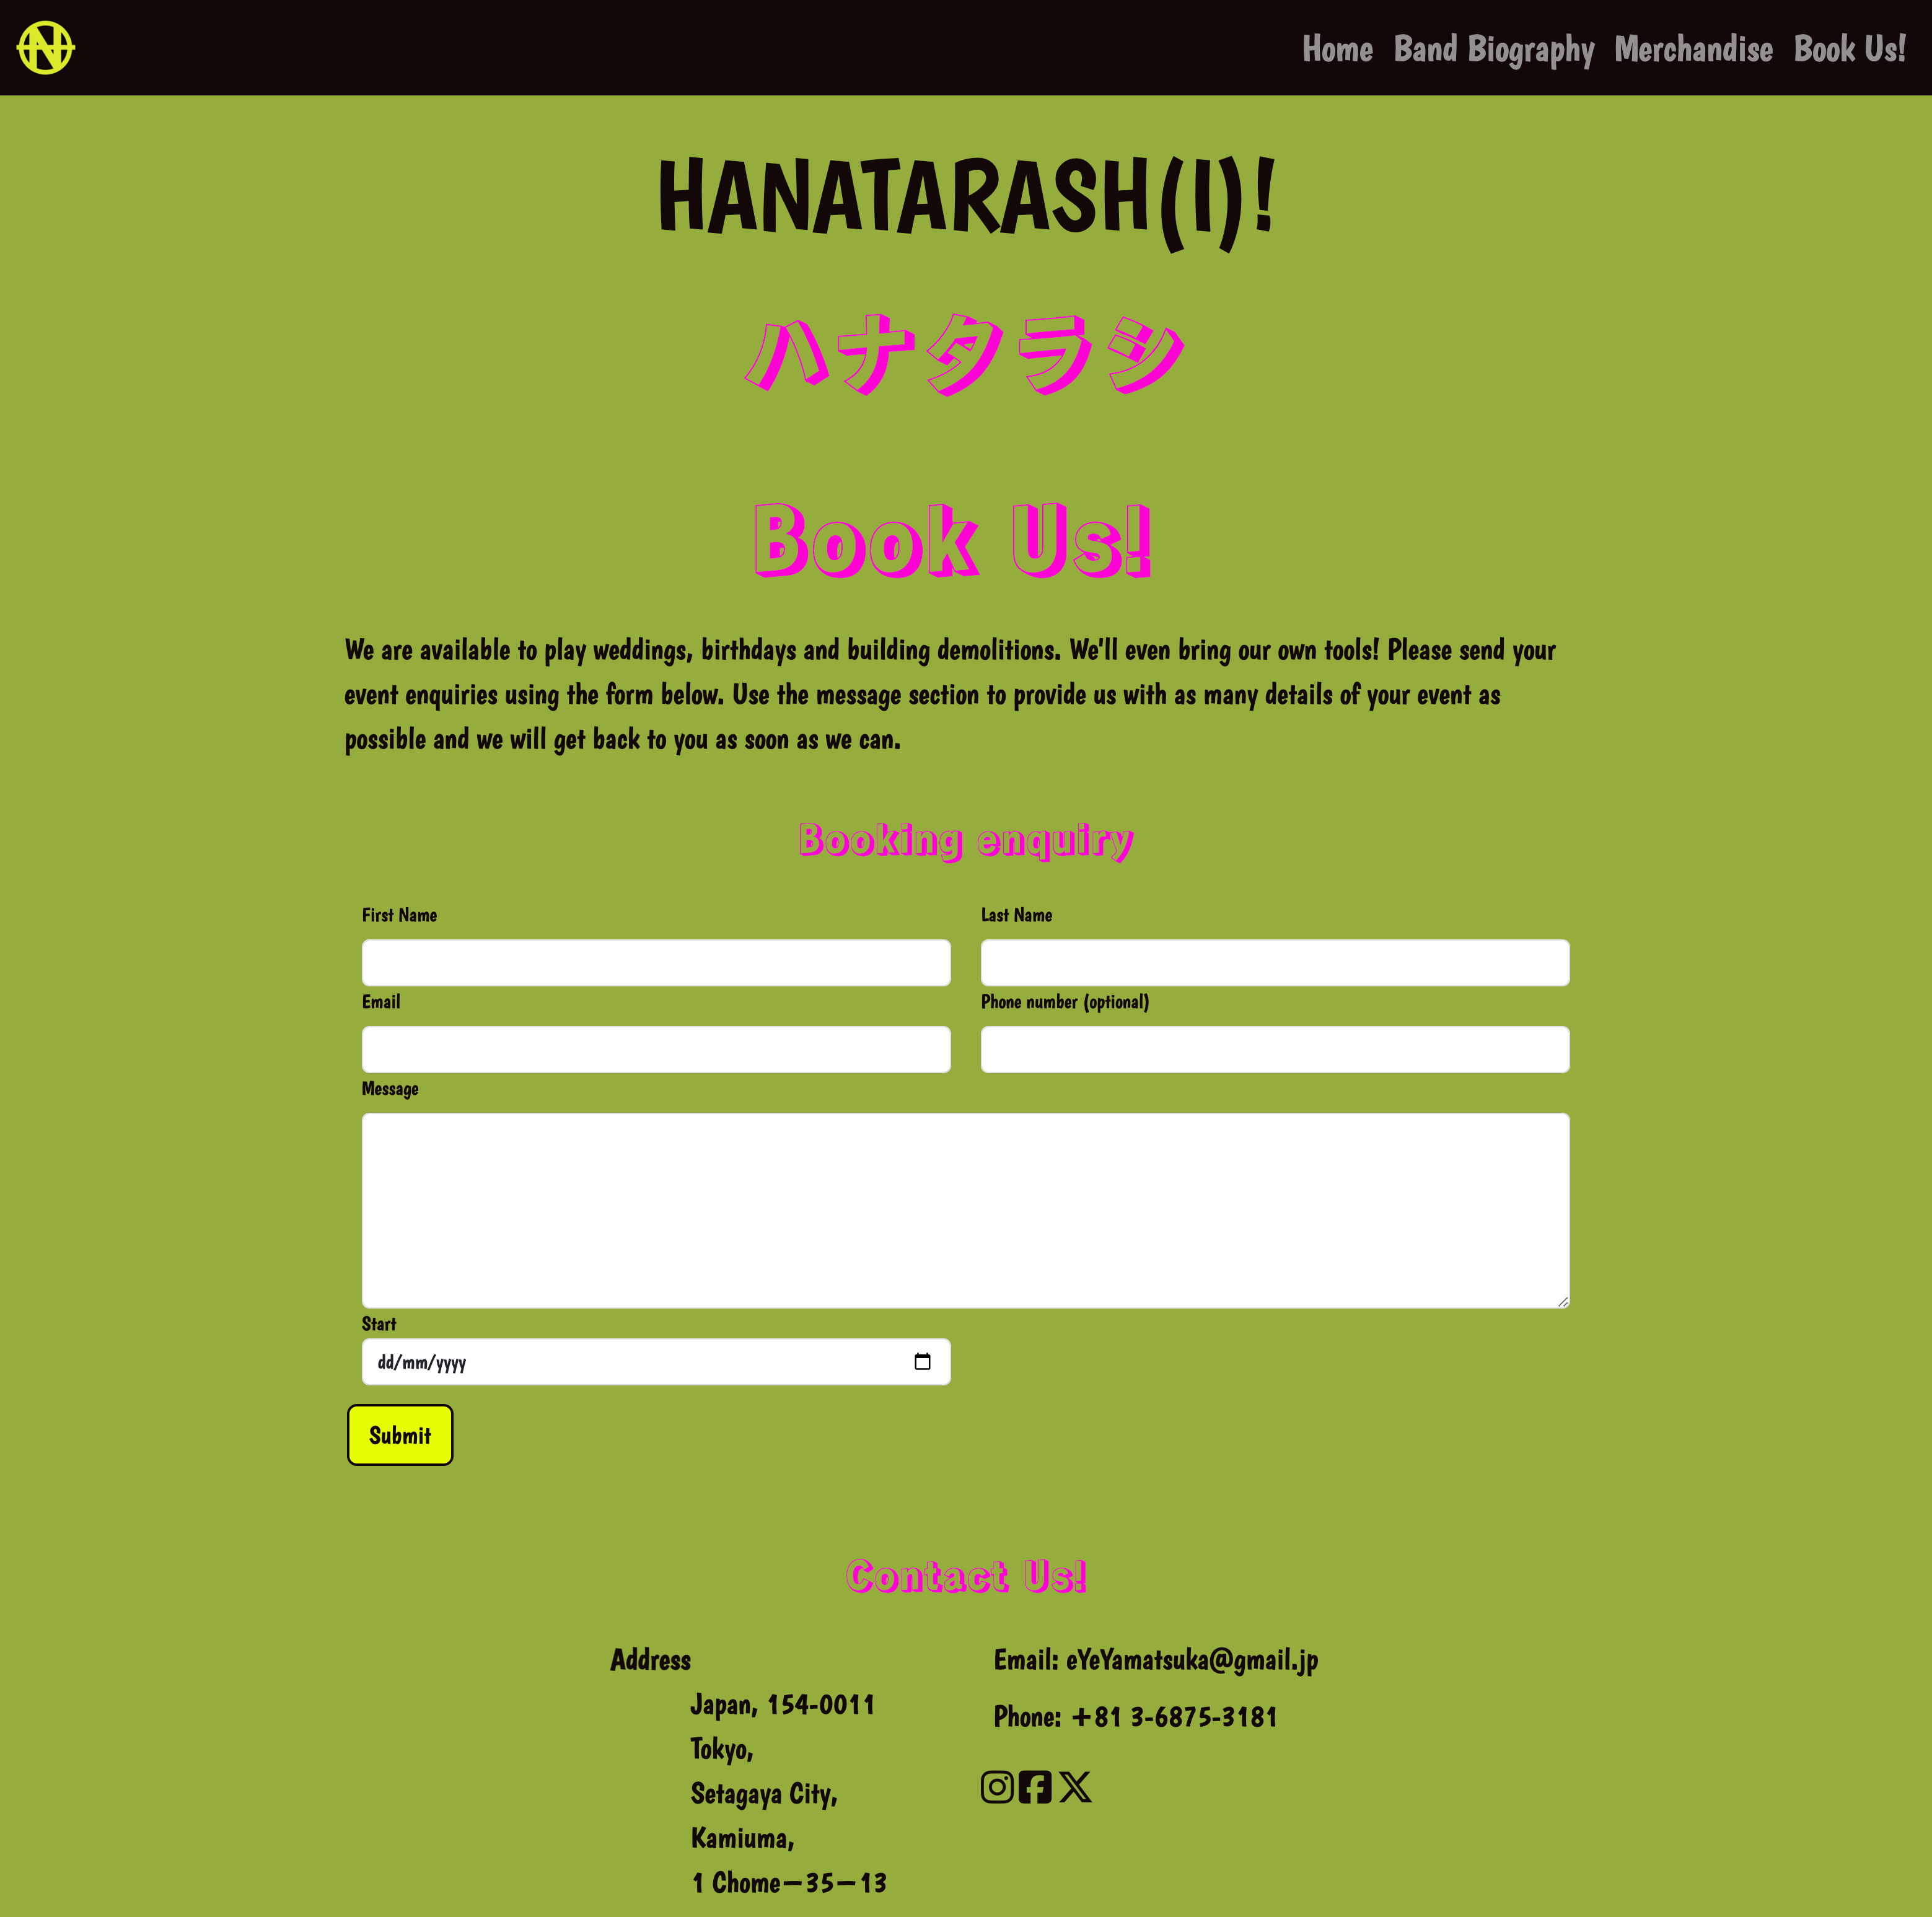 N
Home Band Biography Merchandise Book Us!
HANATARASH(I)!
ハナタラシ
Book Us!
We are available to play weddings, birthdays and building demolitions. We'll even bring our own tools! Please send your
event enquiries using the form below. Use the message section to provide us with as many details of your event as
possible and we will get back to you as soon as we can.
Booking enquiry
First Name
Last Name
Email
Phone number (optional)
Message
Start
dd/mm/yyyy
Submit
Contact Us!
Address
Japan, 154-0011
Tokyo,
Setagaya City,
Kamiuma,
1 Chome−35−13
Email: eYeYamatsuka@gmail.jp
Phone: +81 3-6875-3181